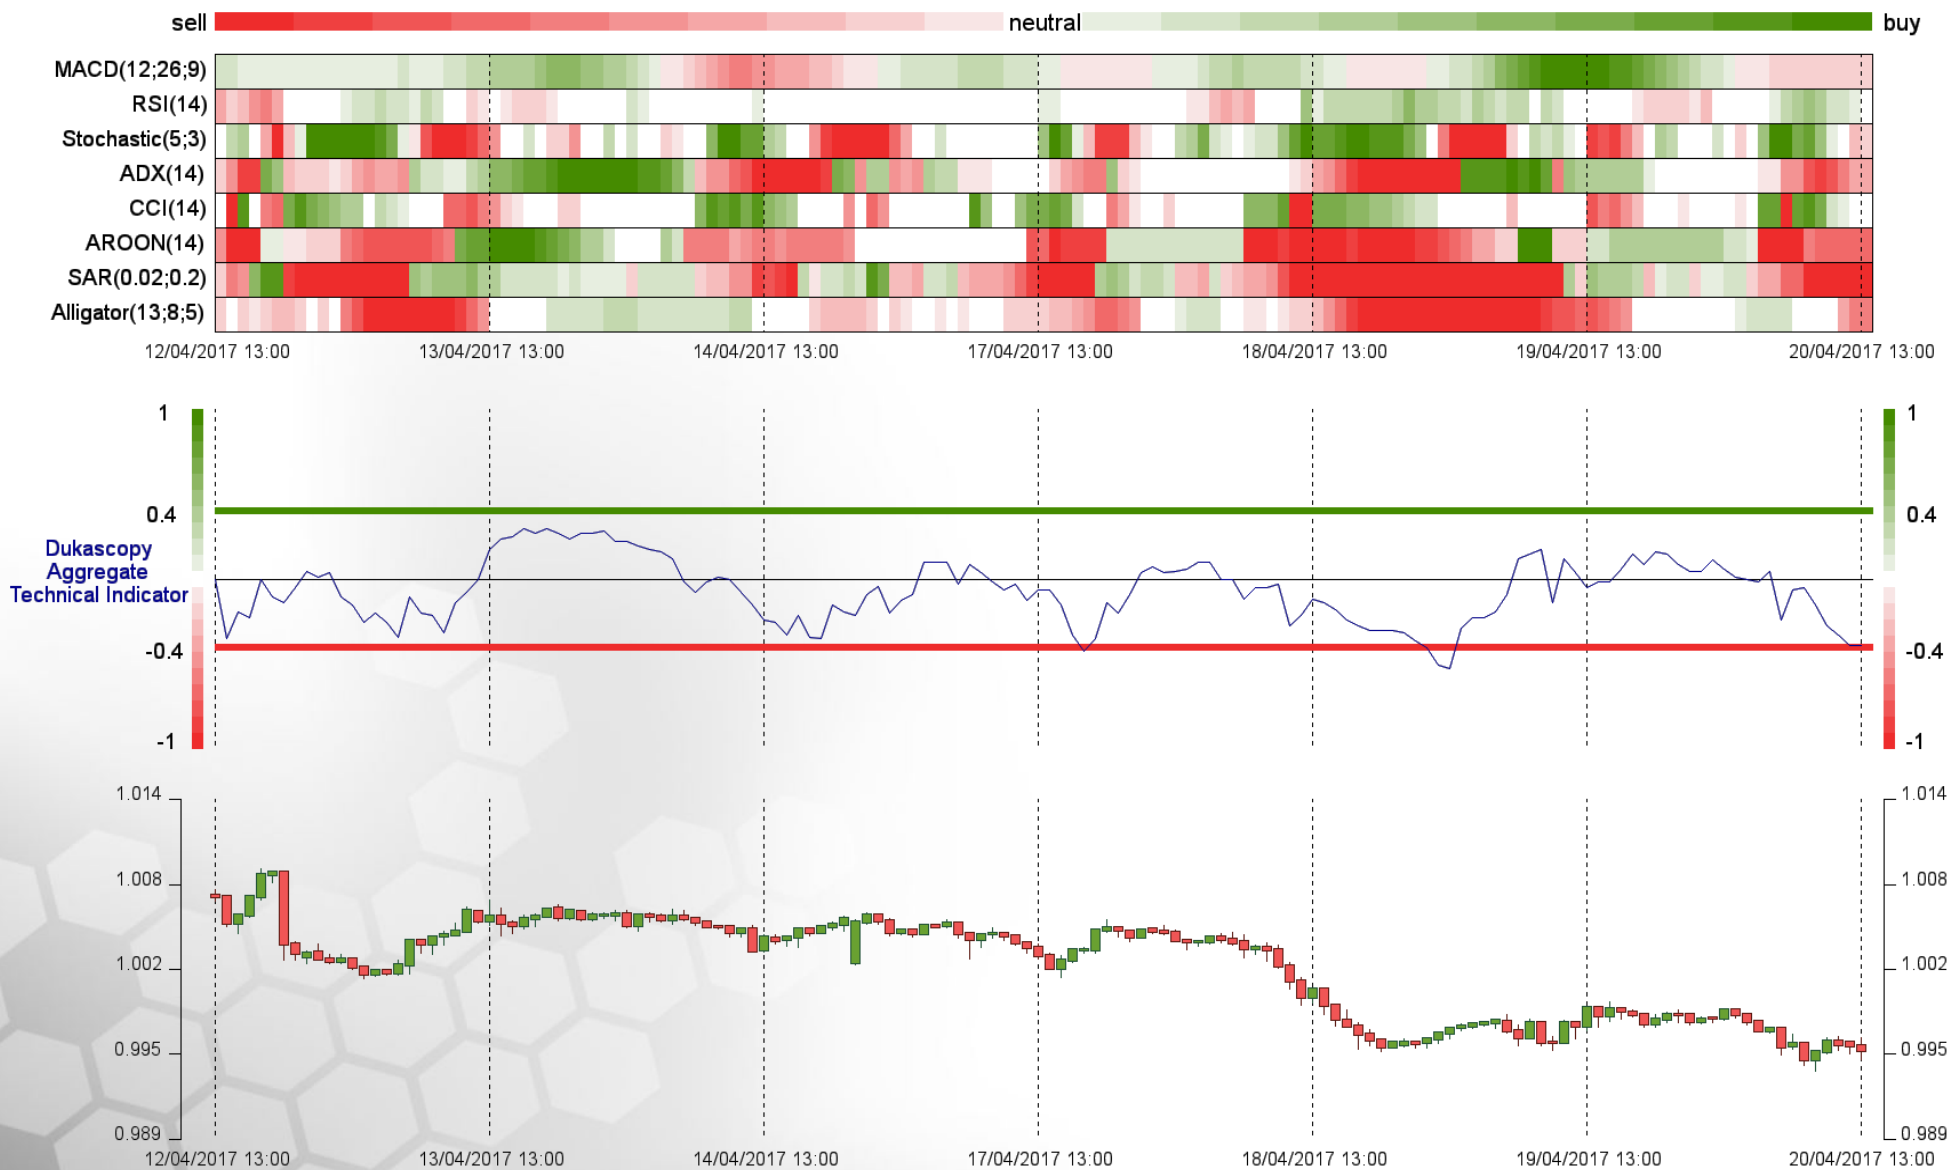 sell neutral buy
MACD(12;26;9)
RSI(14)
Stochastic(5;3)
ADX(14)
CCI(14)
AROON(14)
SAR(0.02;0.2)
Alligator(13;8;5)
12/04/2017 13:00 13/04/2017 13:00 14/04/2017 13:00 17/04/2017 13:00 18/04/2017 13:00 19/04/2017 13:00 20/04/2017 13:00
1 1
0.4 0.4
Dukascopy
Aggregate
Technical Indicator
-0.4 -0.4
-1 -1
1.014 1.014
1.008 1.008
1.002 1.002
0.995 0.995
0.989 0.989
12/04/2017 13:00 13/04/2017 13:00 14/04/2017 13:00 17/04/2017 13:00 18/04/2017 13:00 19/04/2017 13:00 20/04/2017 13:00